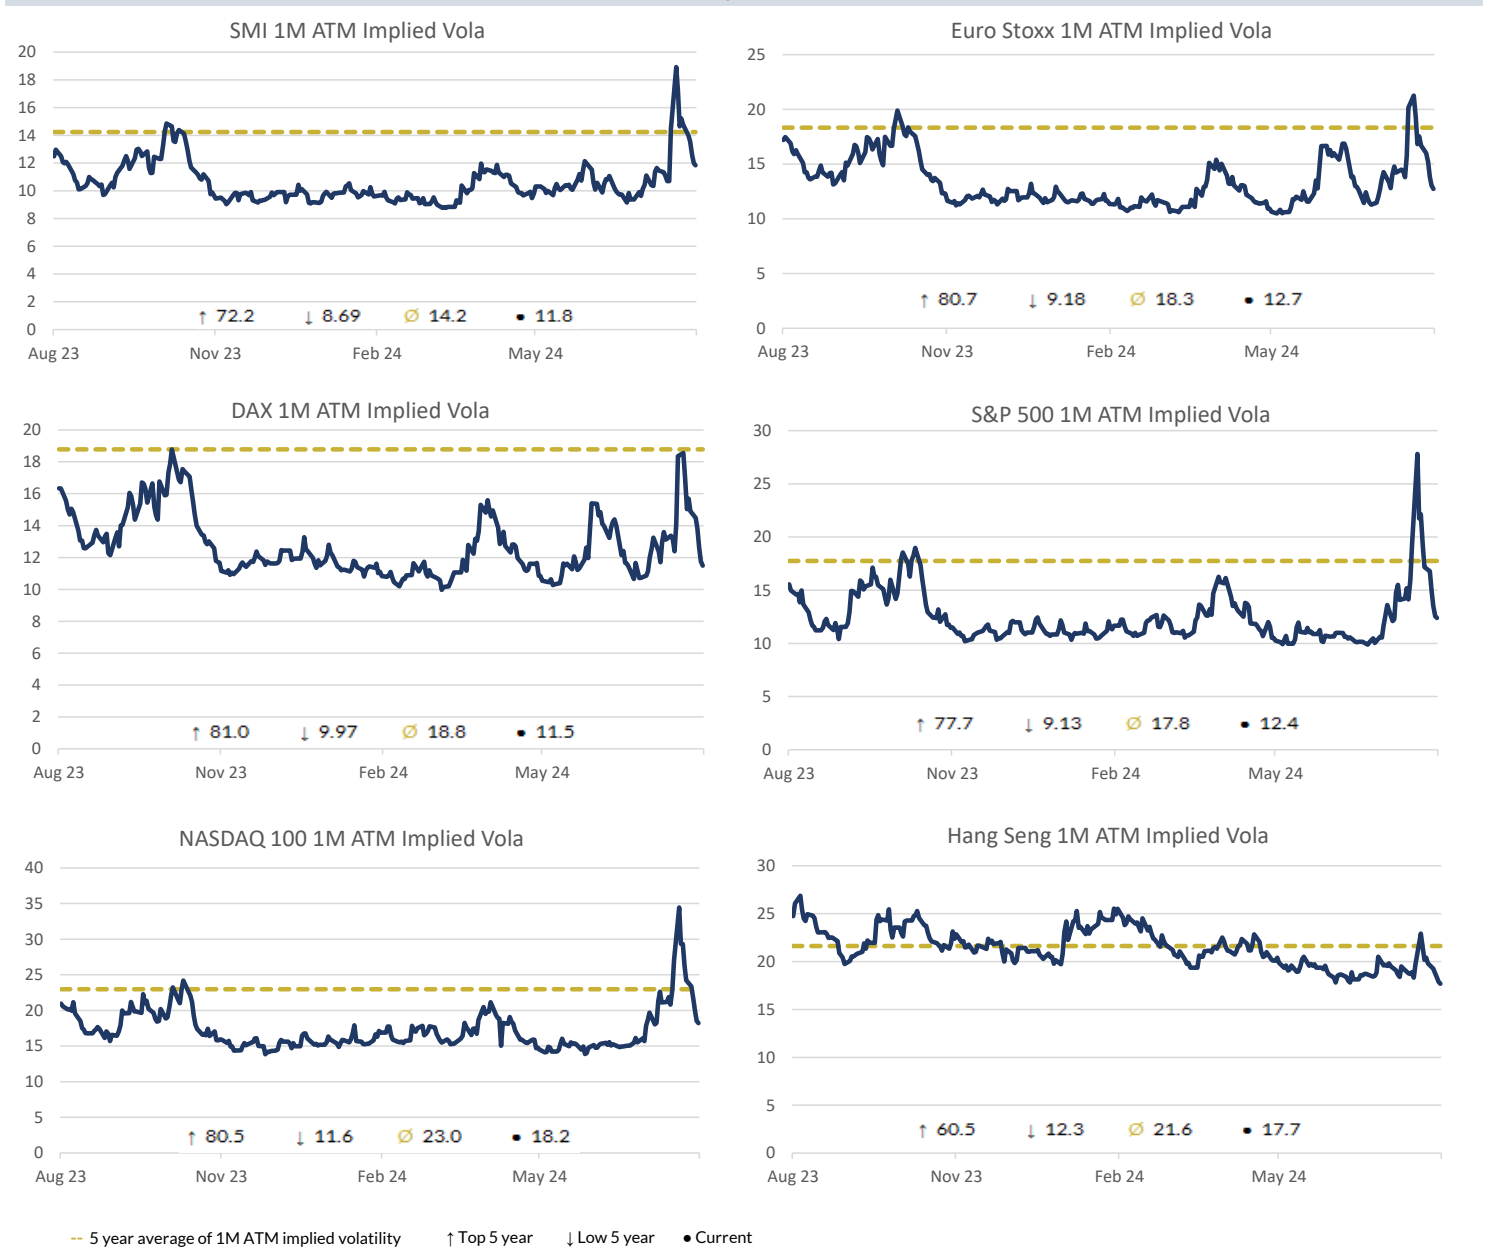 SMI 1M ATM Implied Vola
20
18
16
14
12
10
8
6
4
2
0
↑ 72.2 ↓ 8.69 Ø 14.2 ● 11.8
Aug 23 Nov 23 Feb 24 May 24
Euro Stoxx 1M ATM Implied Vola
25
20
15
10
5
0
↑ 80.7 ↓ 9.18 Ø 18.3 ● 12.7
Aug 23 Nov 23 Feb 24 May 24
DAX 1M ATM Implied Vola
20
18
16
14
12
10
8
6
4
2
0
↑ 81.0 ↓ 9.97 Ø 18.8 ● 11.5
Aug 23 Nov 23 Feb 24 May 24
S&P 500 1M ATM Implied Vola
30
25
20
15
10
5
0
↑ 77.7 ↓ 9.13 Ø 17.8 ● 12.4
Aug 23 Nov 23 Feb 24 May 24
NASDAQ 100 1M ATM Implied Vola
40
35
30
25
20
15
10
5
0
↑ 80.5 ↓ 11.6 Ø 23.0 ● 18.2
Aug 23 Nov 23 Feb 24 May 24
Hang Seng 1M ATM Implied Vola
30
25
20
15
10
5
0
↑ 60.5 ↓ 12.3 Ø 21.6 ● 17.7
Aug 23 Nov 23 Feb 24 May 24
-- 5 year average of 1M ATM implied volatility ↑ Top 5 year ↓ Low 5 year ● Current